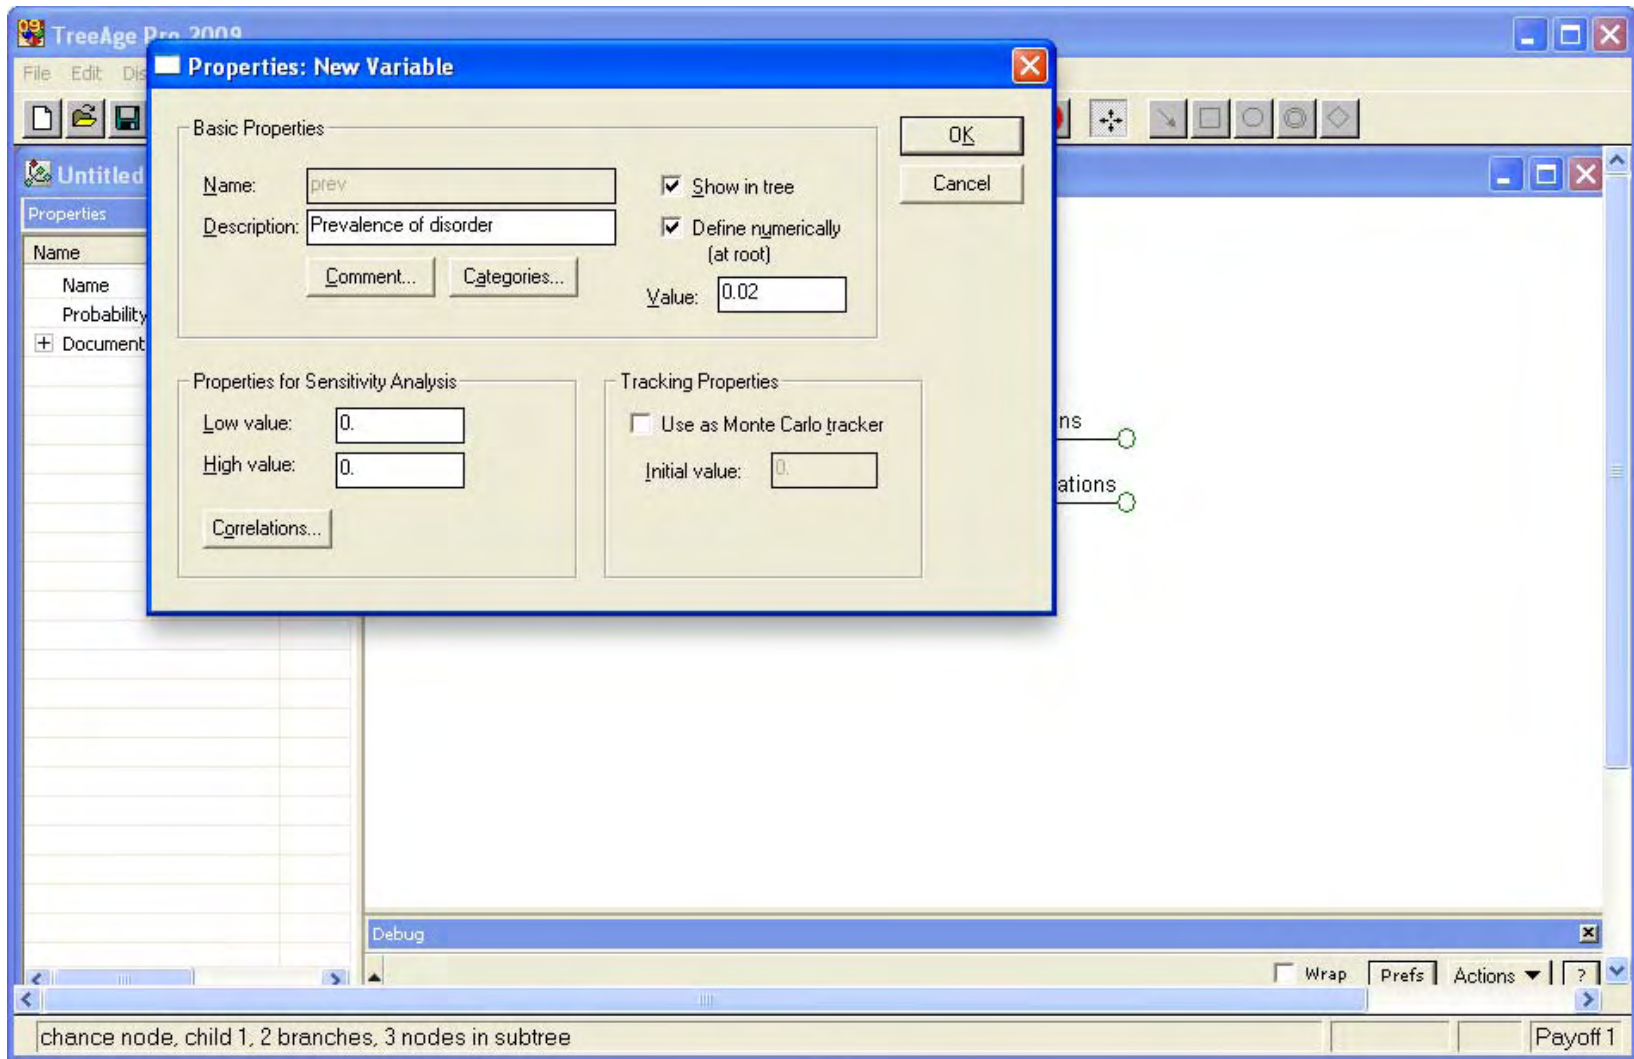 TreeAge Pro 2009
File Edit Dis
Properties: New Variable
Basic Properties
Name: prev
Show in tree
Description: Prevalence of disorder
Define numerically
(at root)
Comment... Categories...
Value: 0.02
OK
Cancel
Properties for Sensitivity Analysis
Low value: 0.
High value: 0.
Correlations...
Tracking Properties
Use as Monte Carlo tracker
Initial value: 0.
Untitled
Properties
Name
Name
Probability
Document
ns
ations
Debug
Wrap Prefs Actions ?
chance node, child 1, 2 branches, 3 nodes in subtree
Payoff 1